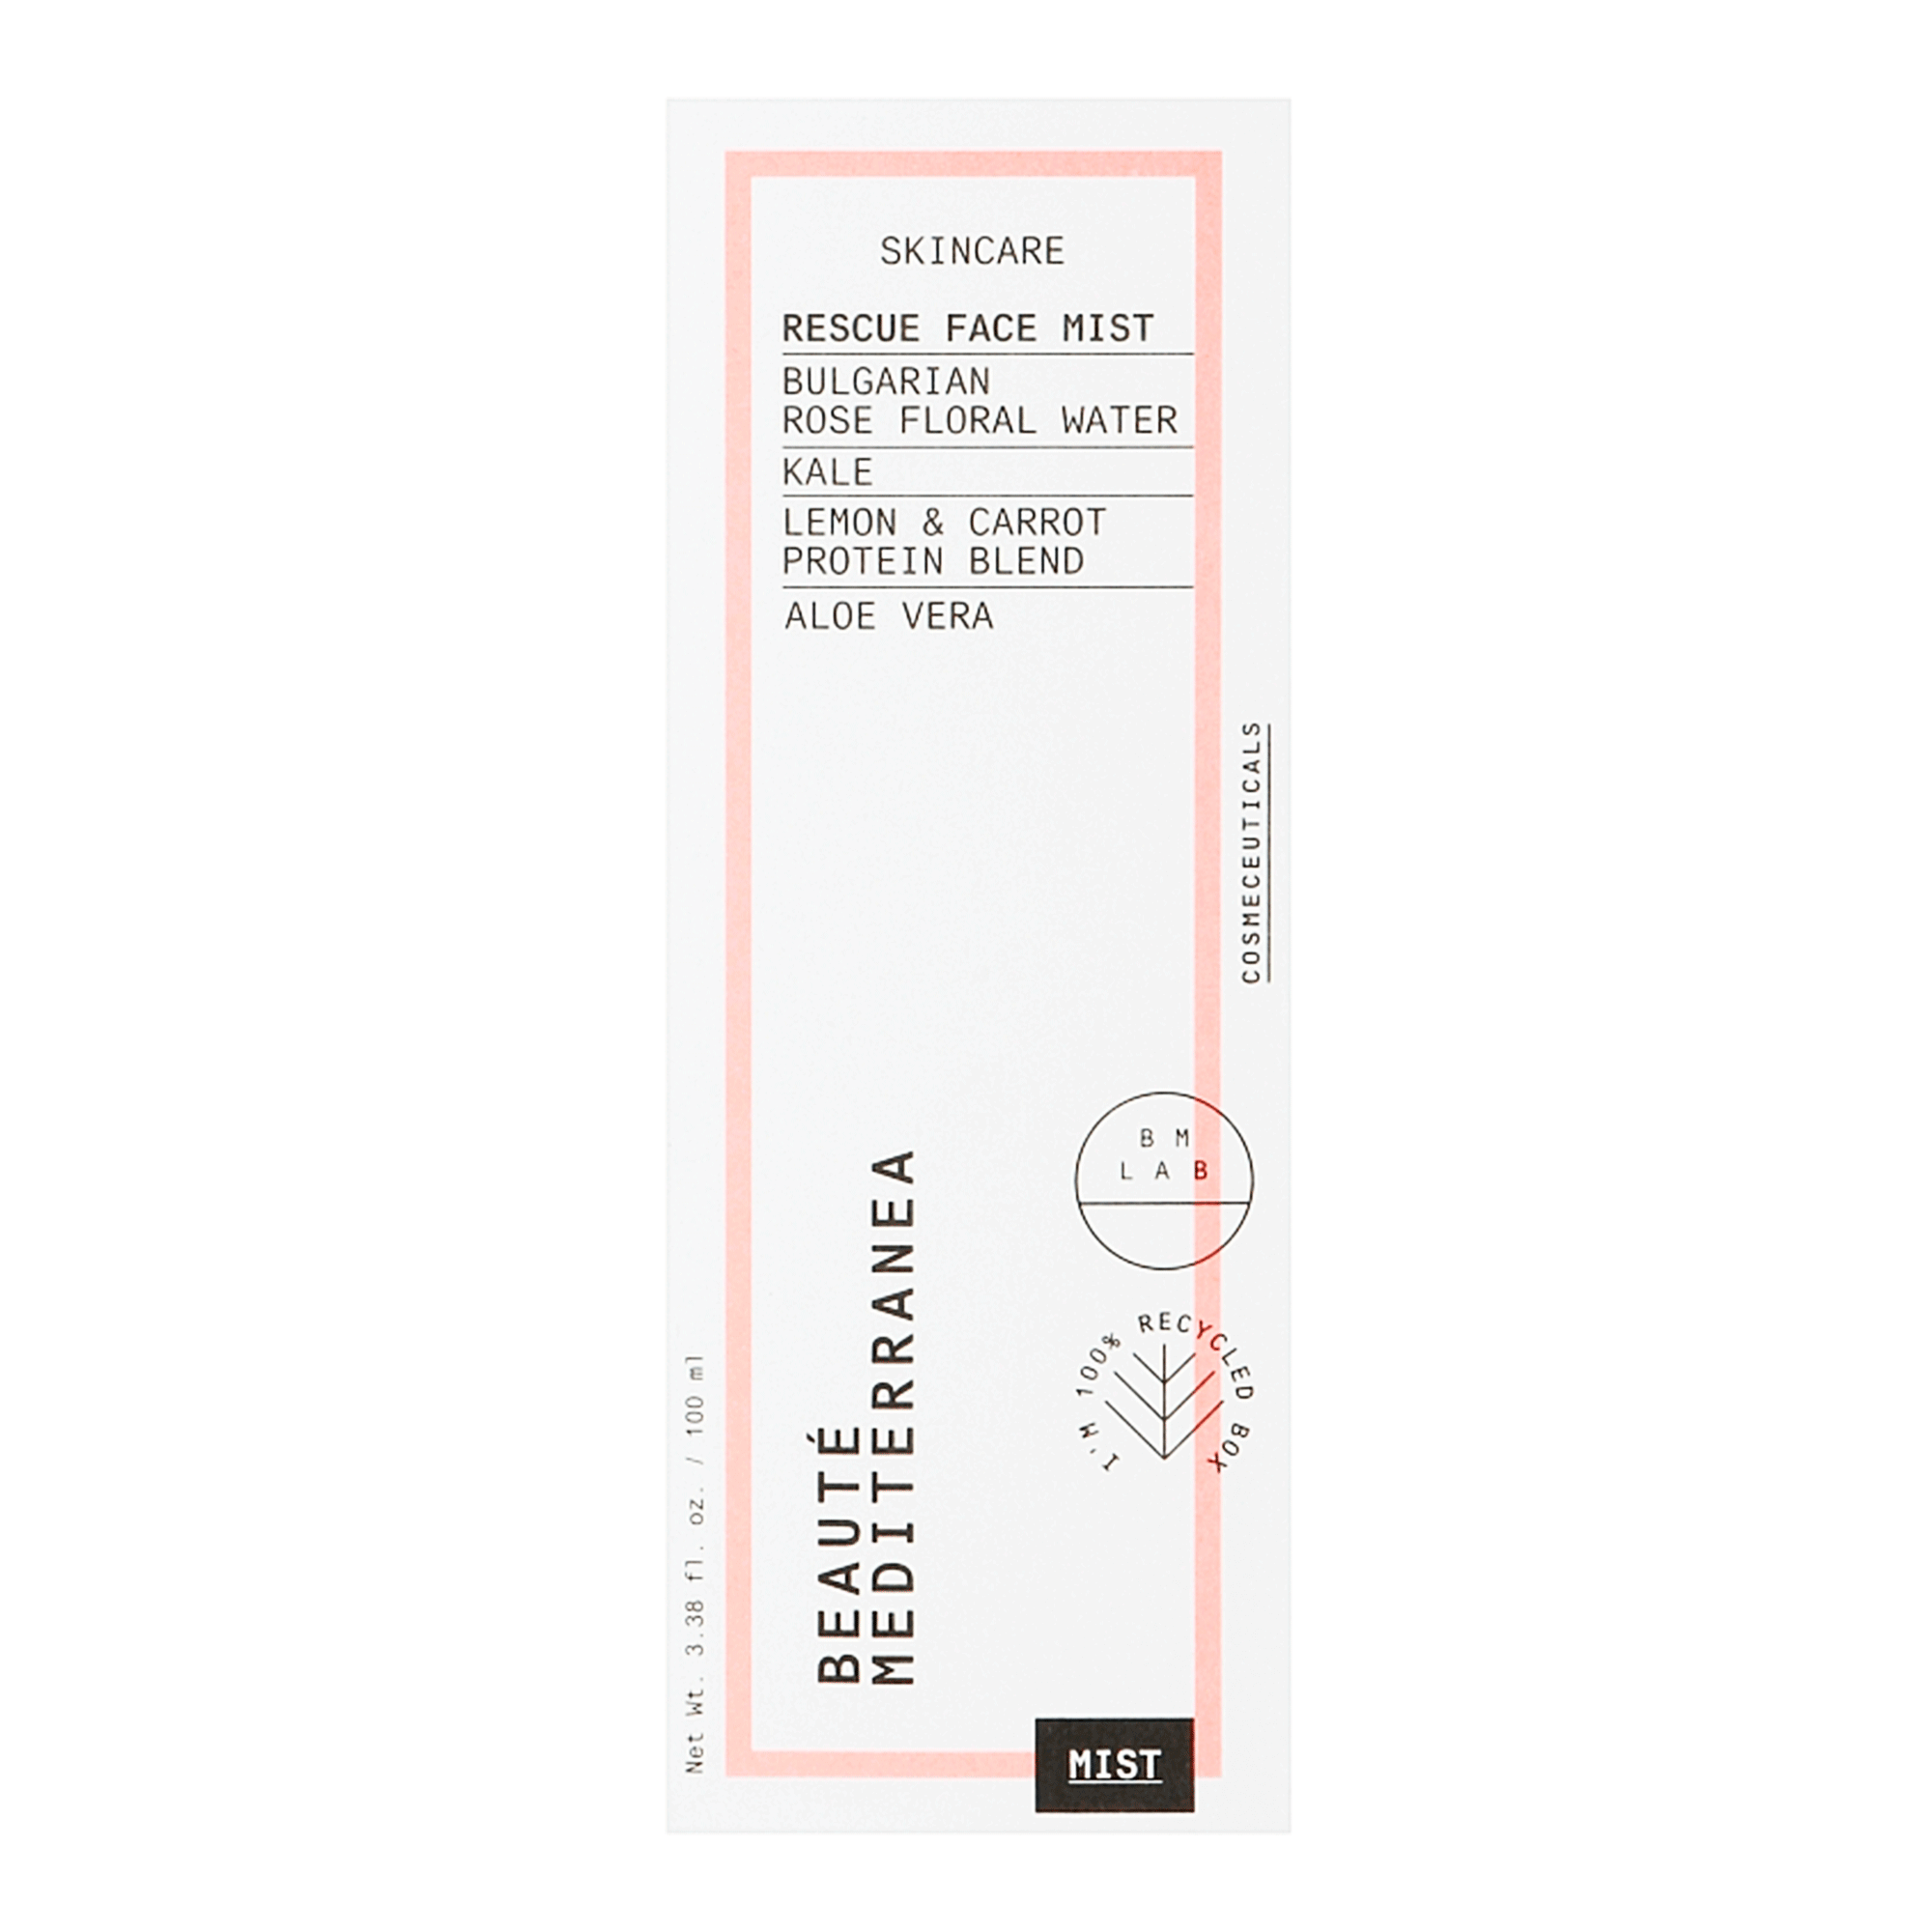 SKINCARE
RESCUE FACE MIST
BULGARIAN
ROSE FLORAL WATER
KALE
LEMON & CARROT
PROTEIN BLEND
ALOE VERA
COSMECEUTICALS
B M
L A B
I'M 100% RECYCLED BOX
BEAUTÉ
MEDITERRANEA
Net Wt. 3.38 fl. oz. / 100 ml
MIST